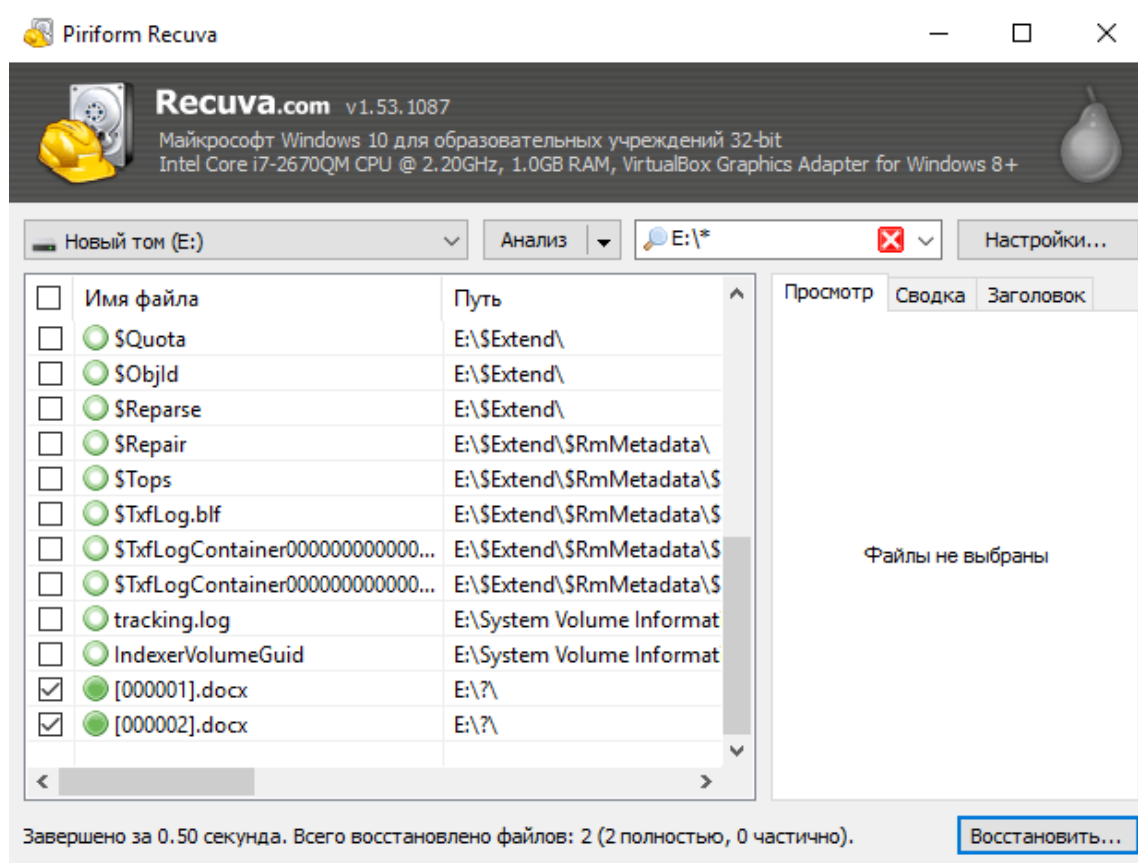 Piriform Recuva
Recuva.com v1.53.1087
Майкрософт Windows 10 для образовательных учреждений 32-bit
Intel Core i7-2670QM CPU @ 2.20GHz, 1.0GB RAM, VirtualBox Graphics Adapter for Windows 8+
Новый том (E:) Анализ E:\* Настройки...
Имя файла Путь Просмотр Сводка Заголовок
$Quota E:\$Extend\
$ObjId E:\$Extend\
$Reparse E:\$Extend\
$Repair E:\$Extend\$RmMetadata\
$Tops E:\$Extend\$RmMetadata\$
$TxfLog.blf E:\$Extend\$RmMetadata\$
$TxfLogContainer000000000000... E:\$Extend\$RmMetadata\$
Файлы не выбраны
$TxfLogContainer000000000000... E:\$Extend\$RmMetadata\$
tracking.log E:\System Volume Informat
IndexerVolumeGuid E:\System Volume Informat
[000001].docx E:\?\
[000002].docx E:\?\
Завершено за 0.50 секунда. Всего восстановлено файлов: 2 (2 полностью, 0 частично). Восстановить...